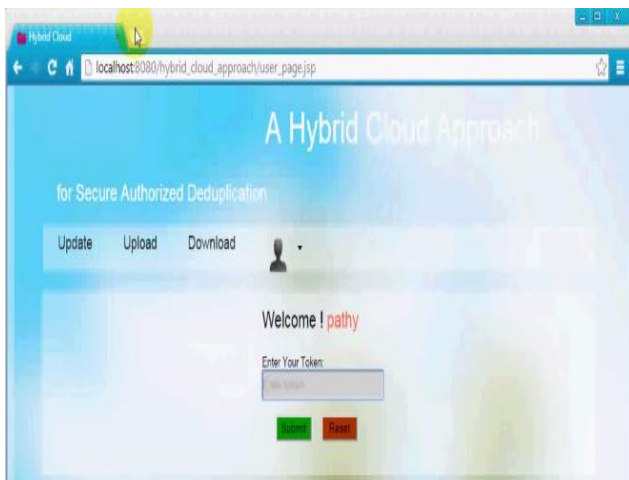 Hybrid Cloud
localhost:8080/hybrid_cloud_approach/user_page.jsp
A Hybrid Cloud Approach
for Secure Authorized Deduplication
Update Upload Download
Welcome ! pathy
Enter Your Token:
Submit Reset